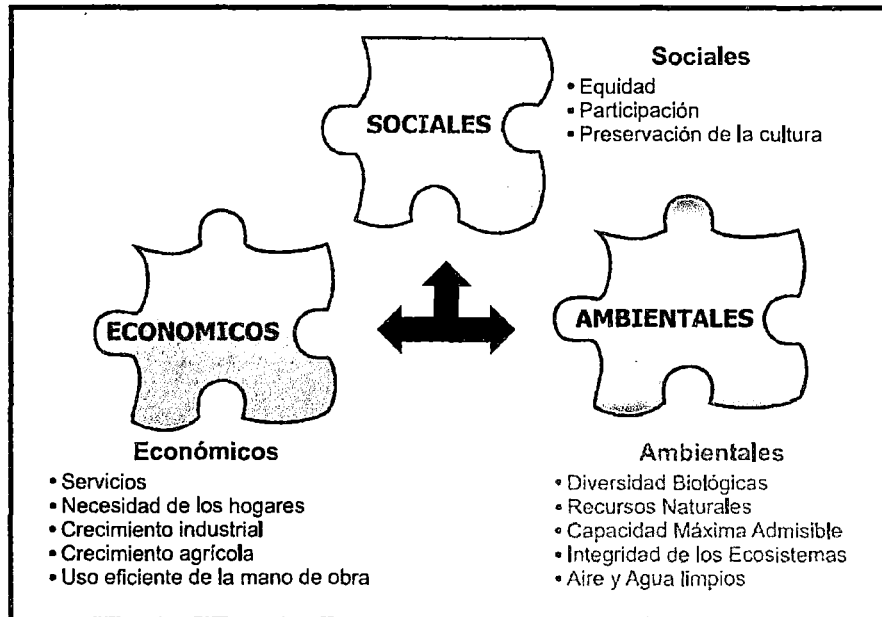 Sociales
• Equidad
• Participación
• Preservación de la cultura
SOCIALES
ECONOMICOS
AMBIENTALES
Económicos
• Servicios
• Necesidad de los hogares
• Crecimiento industrial
• Crecimiento agrícola
• Uso eficiente de la mano de obra
Ambientales
• Diversidad Biológicas
• Recursos Naturales
• Capacidad Máxima Admisible
• Integridad de los Ecosistemas
• Aire y Agua limpios